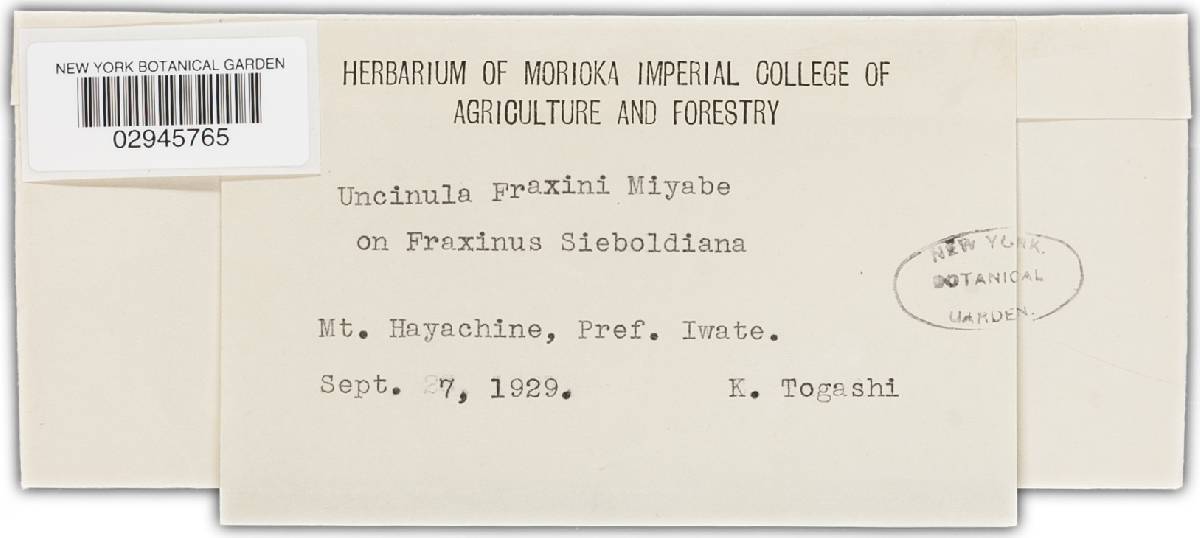 NEW YORK BOTANICAL GARDEN
02945765
HERBARIUM OF MORIOKA IMPERIAL COLLEGE OF
AGRICULTURE AND FORESTRY
Uncinula Fraxini Miyabe
on Fraxinus Sieboldiana
NEW YORK
BOTANICAL
GARDEN.
Mt. Hayachine, Pref. Iwate.
Sept. 27, 1929. K. Togashi